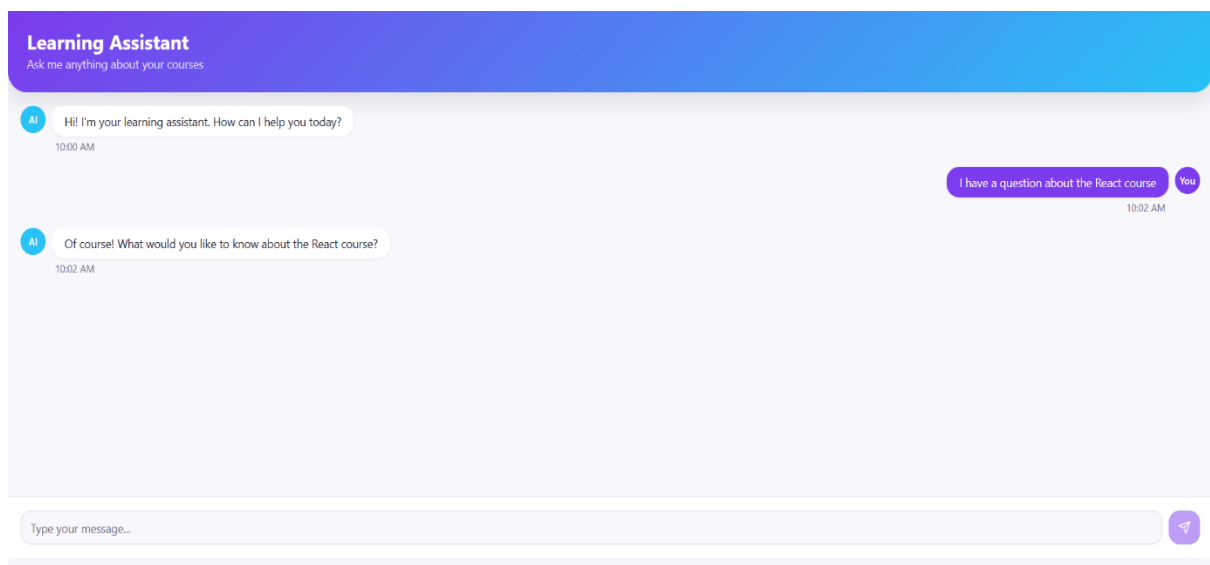 Learning Assistant
Ask me anything about your courses
AI
Hi! I'm your learning assistant. How can I help you today?
10:00 AM
I have a question about the React course
You
10:02 AM
AI
Of course! What would you like to know about the React course?
10:02 AM
Type your message...